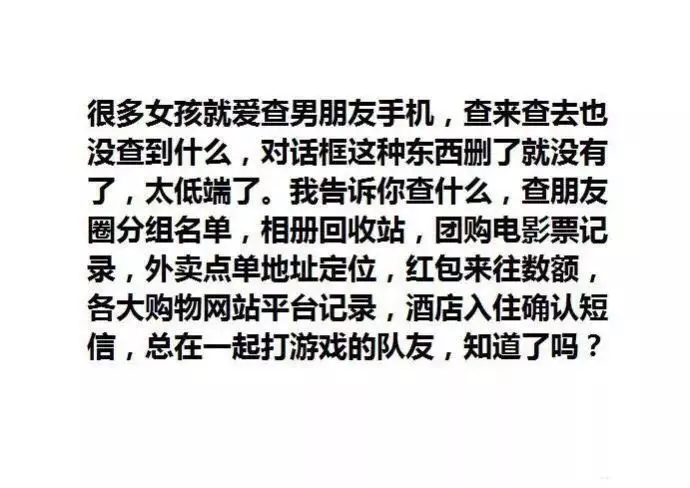 很多女孩就爱查男朋友手机，查来查去也
没查到什么，对话框这种东西删了就没有
了，太低端了。我告诉你查什么，查朋友
圈分组名单，相册回收站，团购电影票记
录，外卖点单地址定位，红包来往数额，
各大购物网站平台记录，酒店入住确认短
信，总在一起打游戏的队友，知道了吗？